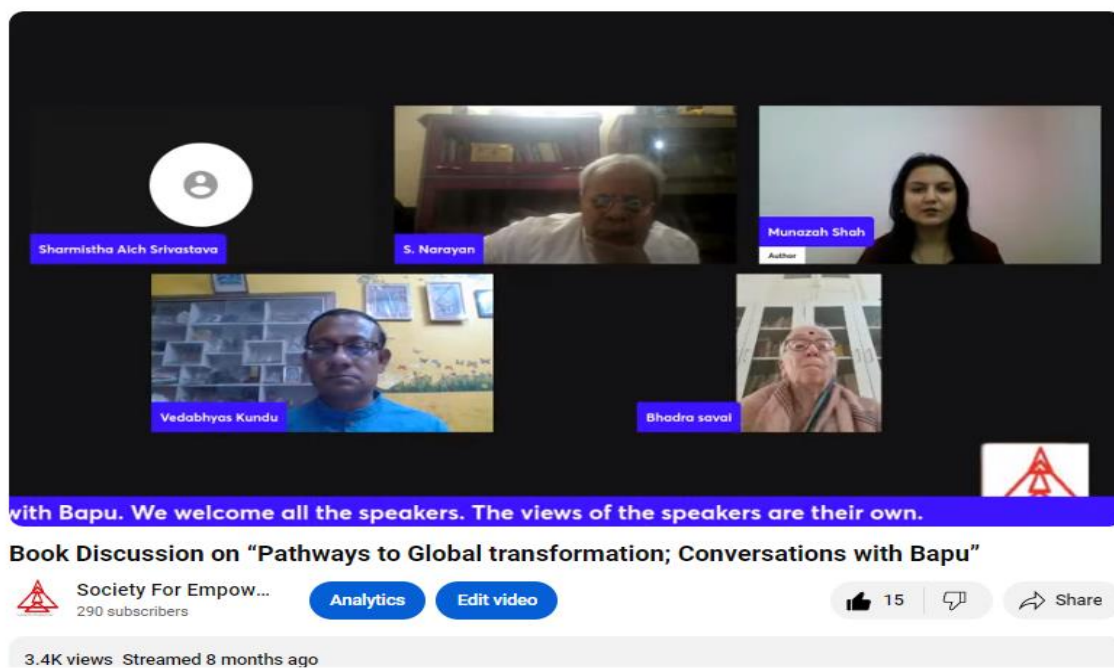 Sharmistha Aich Srivastava
S. Narayan
Munazah Shah
Author
Vedabhyas Kundu
Bhadra savai
with Bapu. We welcome all the speakers. The views of the speakers are their own.
Book Discussion on “Pathways to Global transformation; Conversations with Bapu”
Society For Empow...
290 subscribers
Analytics
Edit video
15
Share
3.4K views Streamed 8 months ago